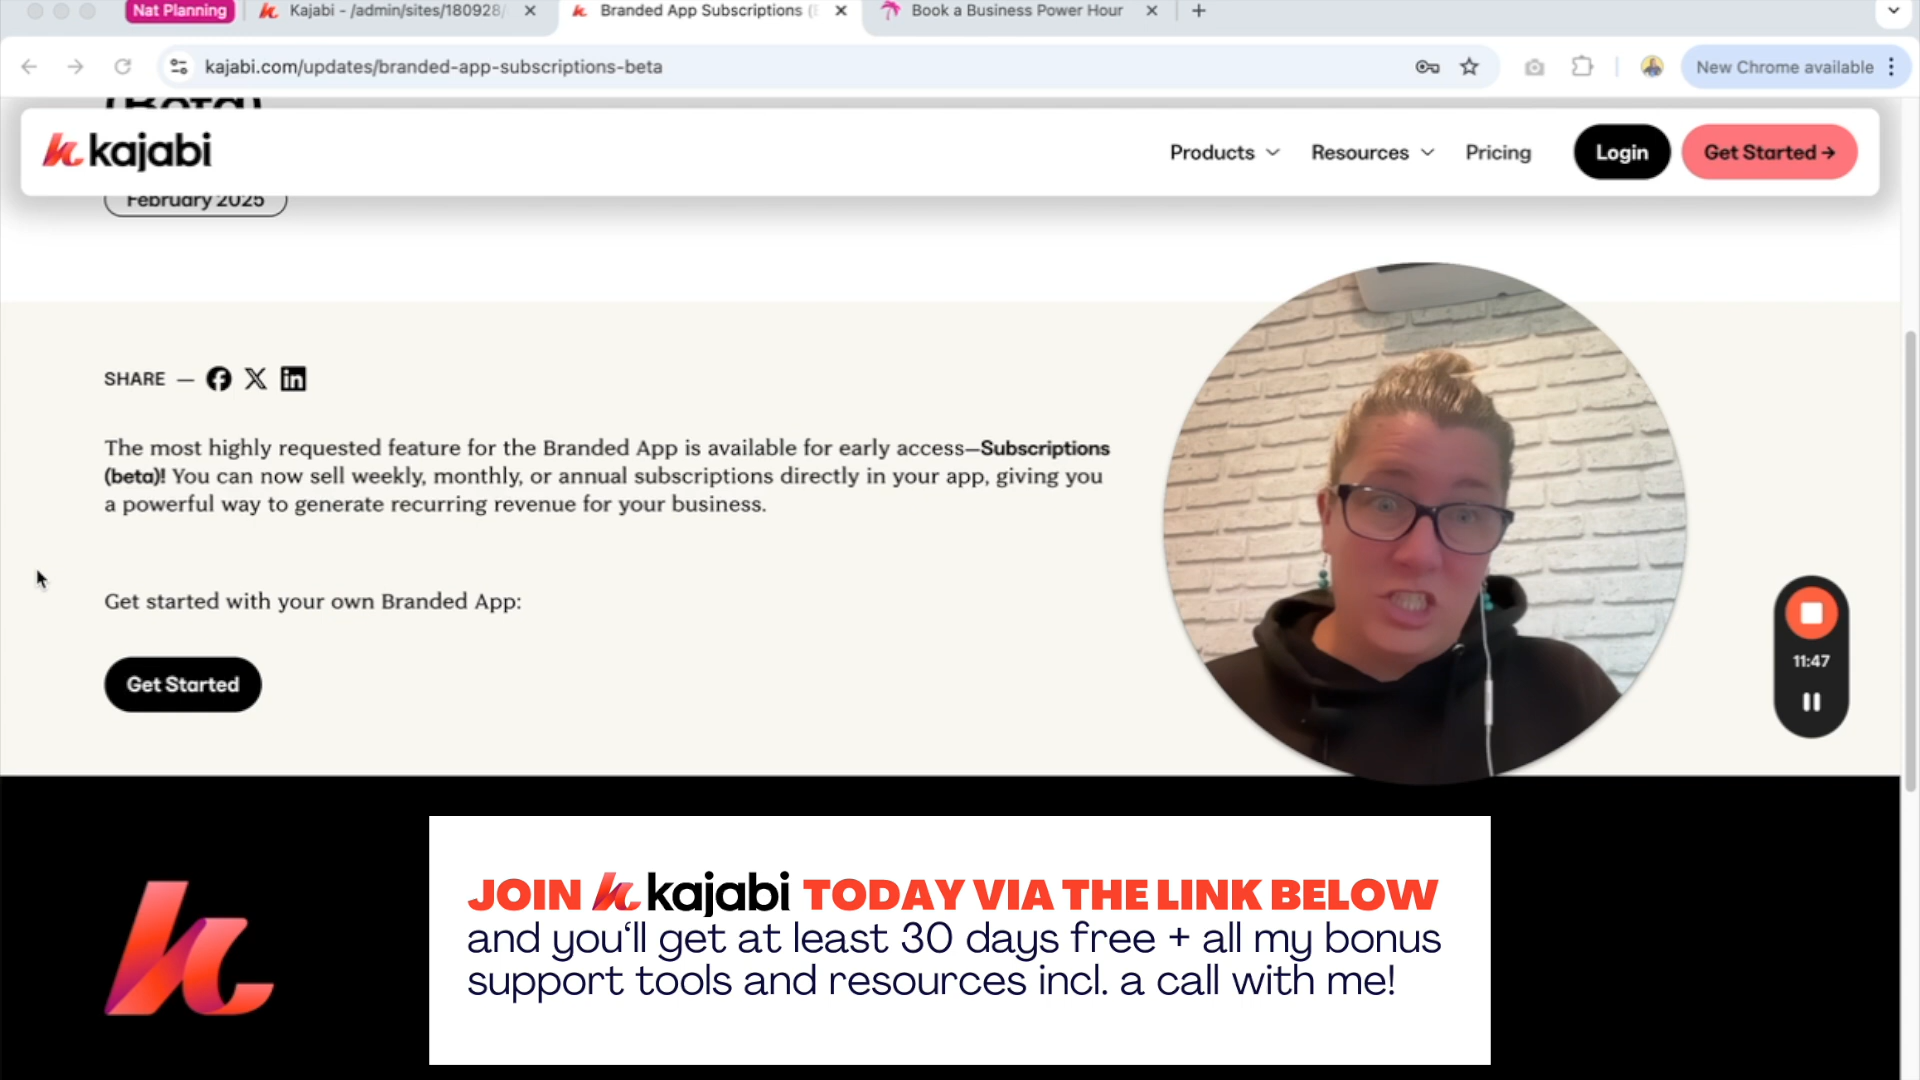 Nat Planning
Kajabi - /admin/sites/180928/
Branded App Subscriptions (
Book a Business Power Hour
kajabi.com/updates/branded-app-subscriptions-beta
New Chrome available
(Beta)
kajabi
Products
Resources
Pricing
Login
Get Started →
February 2025
SHARE —
The most highly requested feature for the Branded App is available for early access—Subscriptions
(beta)! You can now sell weekly, monthly, or annual subscriptions directly in your app, giving you
a powerful way to generate recurring revenue for your business.
Get started with your own Branded App:
Get Started
11:47
JOIN kajabi TODAY VIA THE LINK BELOW
and you'll get at least 30 days free + all my bonus
support tools and resources incl. a call with me!